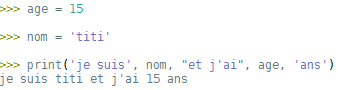 >>> age = 15
>>> nom = 'titi'
>>> print('je suis', nom, "et j'ai", age, 'ans')
je suis titi et j'ai 15 ans